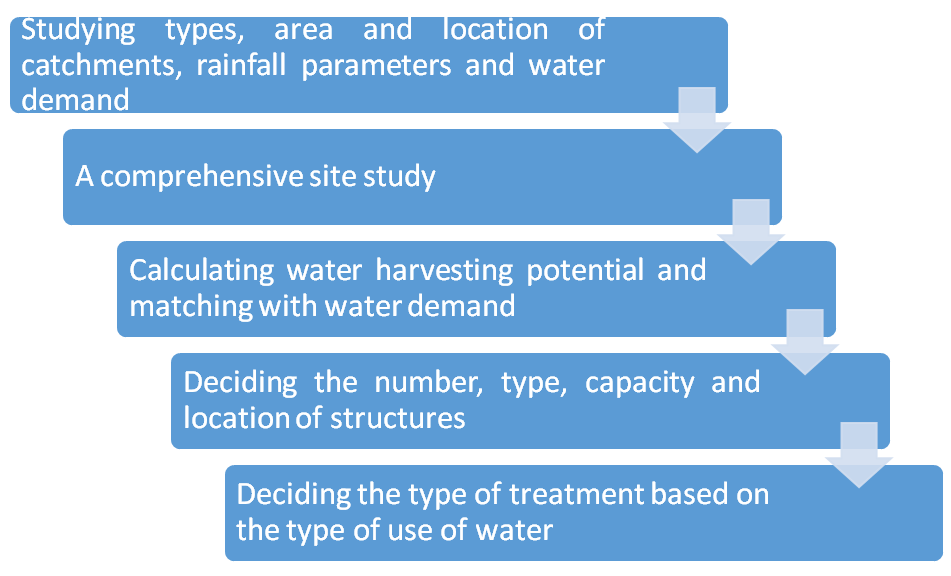 Studying types, area and location of
catchments, rainfall parameters and water
demand
A comprehensive site study
Calculating water harvesting potential and
matching with water demand
Deciding the number, type, capacity and
location of structures
Deciding the type of treatment based on
the type of use of water